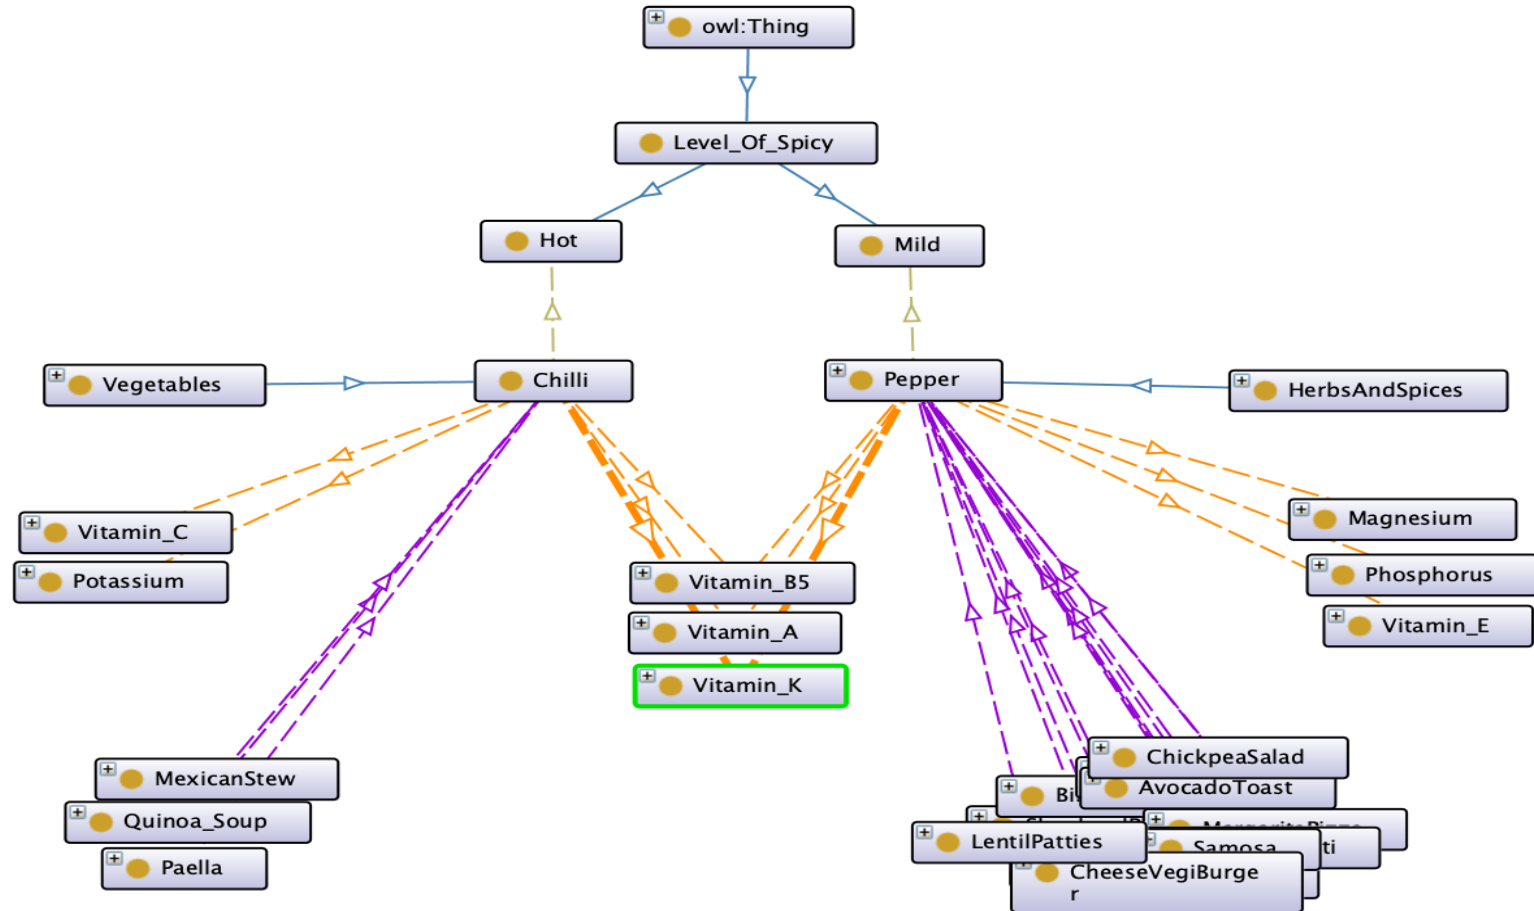 owl:Thing
Level_Of_Spicy
Hot
Mild
Vegetables
Chilli
Pepper
HerbsAndSpices
Vitamin_C
Potassium
Vitamin_B5
Vitamin_A
Vitamin_K
Magnesium
Phosphorus
Vitamin_E
MexicanStew
Quinoa_Soup
Paella
ChickpeaSalad
AvocadoToast
LentilPatties
Samosa
CheeseVegiBurge
r